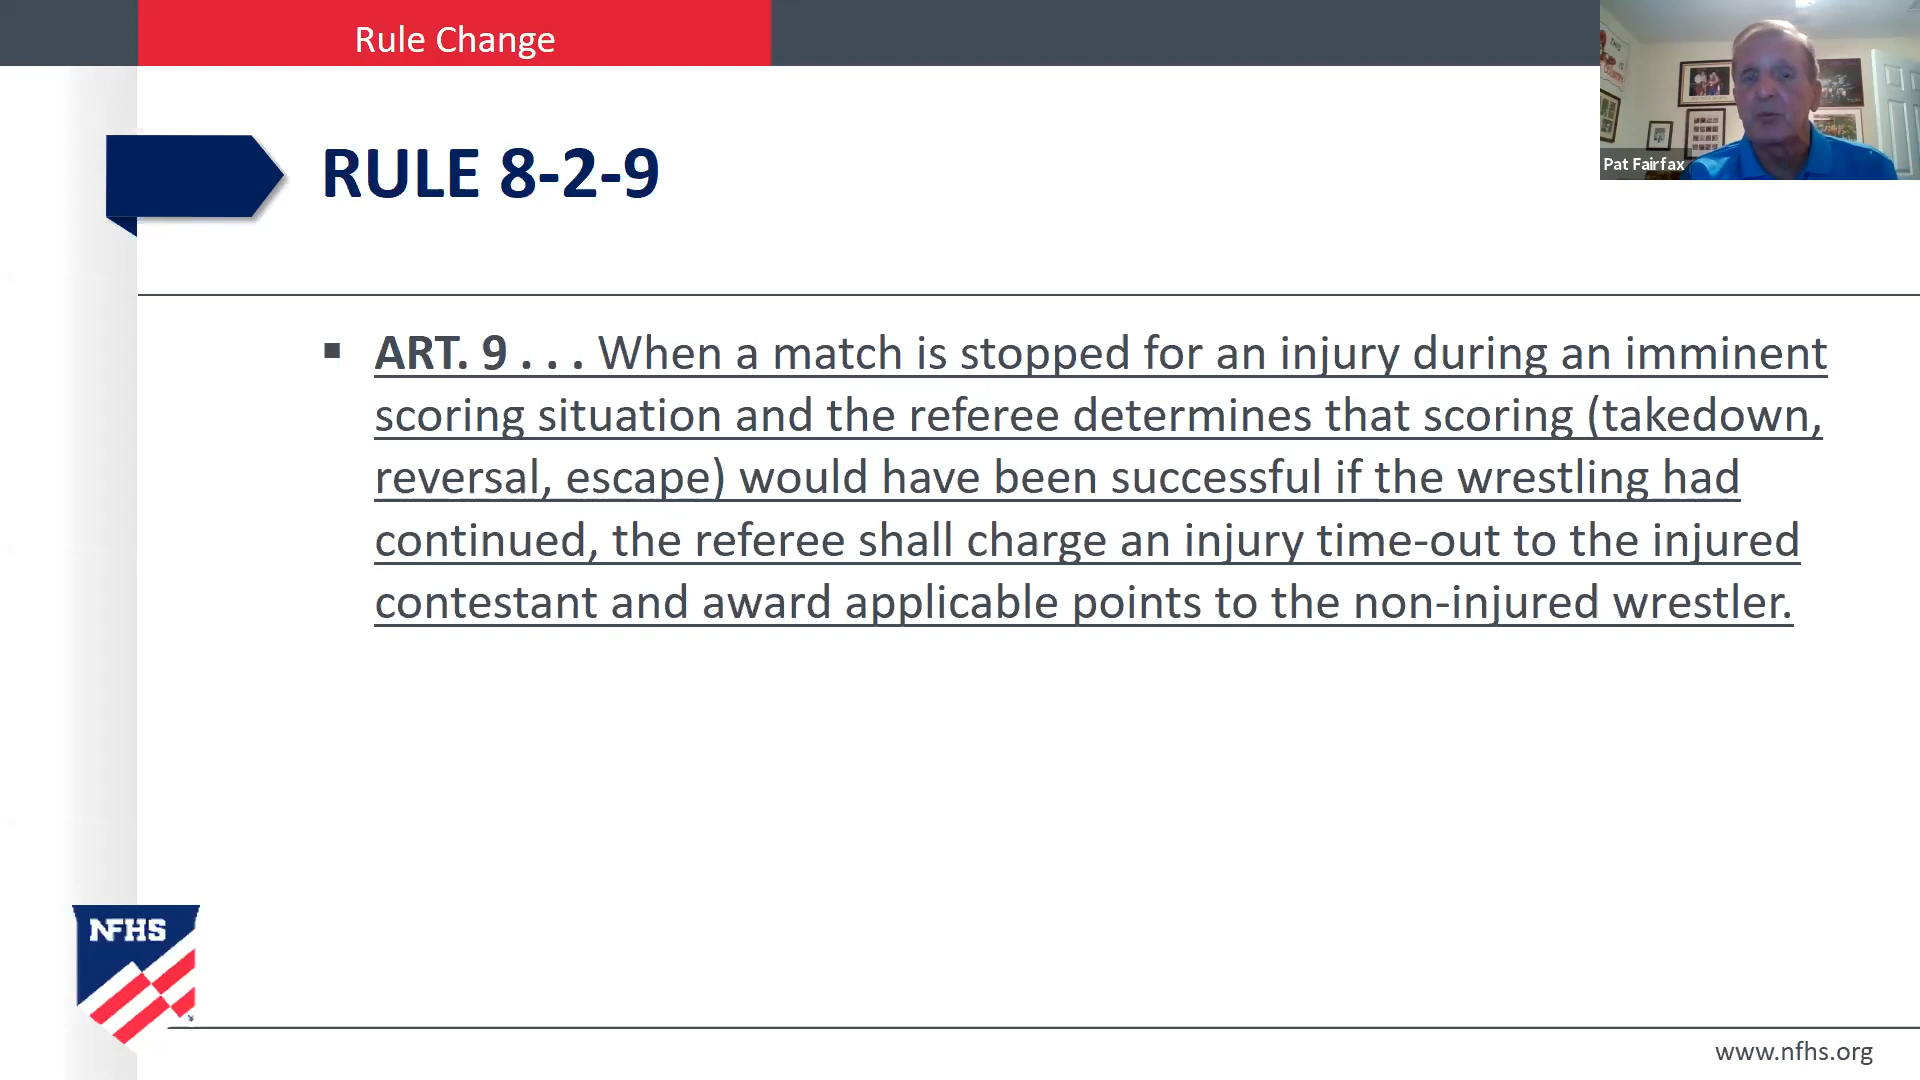 Rule Change
Pat Fairfax
RULE 8-2-9
▪ ART. 9 . . . When a match is stopped for an injury during an imminent
scoring situation and the referee determines that scoring (takedown,
reversal, escape) would have been successful if the wrestling had
continued, the referee shall charge an injury time-out to the injured
contestant and award applicable points to the non-injured wrestler.
NFHS
www.nfhs.org